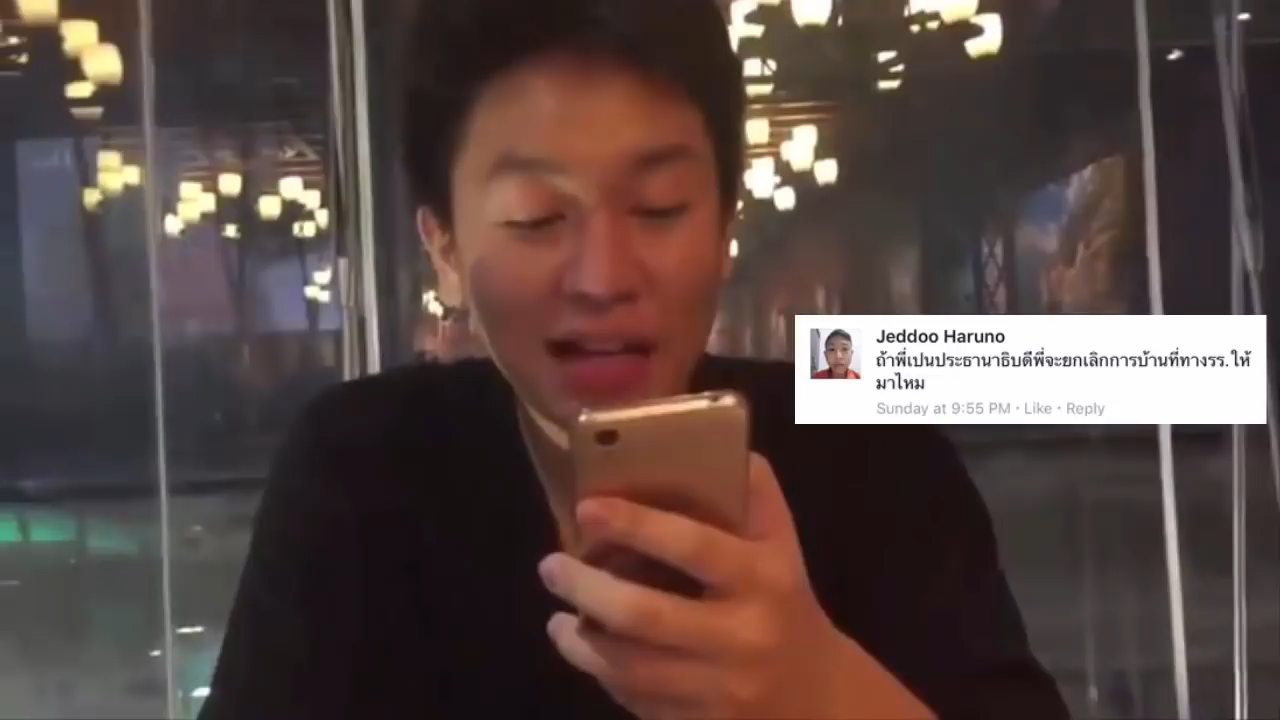 Jeddoo Haruno
ถ้าพี่เปนประธานาธิบดีพี่จะยกเลิกการบ้านที่ทางรร.ให้
มาไหม
Sunday at 9:55 PM · Like · Reply